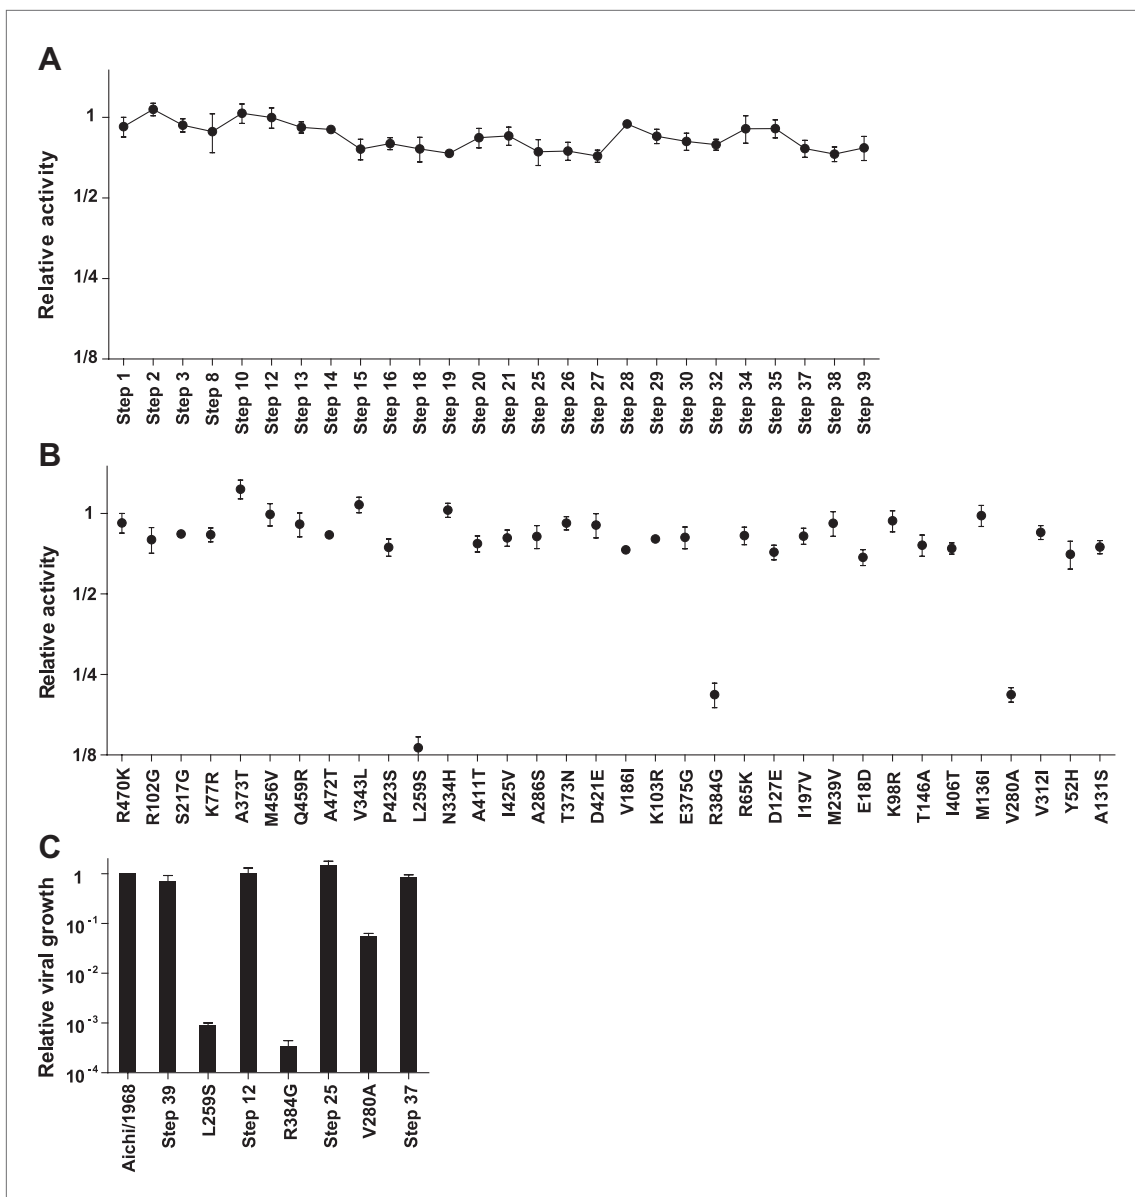 A
Relative activity
1
1/2
1/4
1/8
Step 1
Step 2
Step 3
Step 8
Step 10
Step 12
Step 13
Step 14
Step 15
Step 16
Step 18
Step 19
Step 20
Step 21
Step 25
Step 26
Step 27
Step 28
Step 29
Step 30
Step 32
Step 34
Step 35
Step 37
Step 38
Step 39
B
Relative activity
1
1/2
1/4
1/8
R470K
R102G
S217G
K77R
A373T
M456V
Q459R
A472T
V343L
P423S
L259S
N334H
A411T
I425V
A286S
T373N
D421E
V186I
K103R
E375G
R384G
R65K
D127E
I197V
M239V
E18D
K98R
T146A
I406T
M136I
V280A
V312I
Y52H
A131S
C
Relative viral growth
1
10-1
10-2
10-3
10-4
Aichi/1968
Step 39
L259S
Step 12
R384G
Step 25
V280A
Step 37